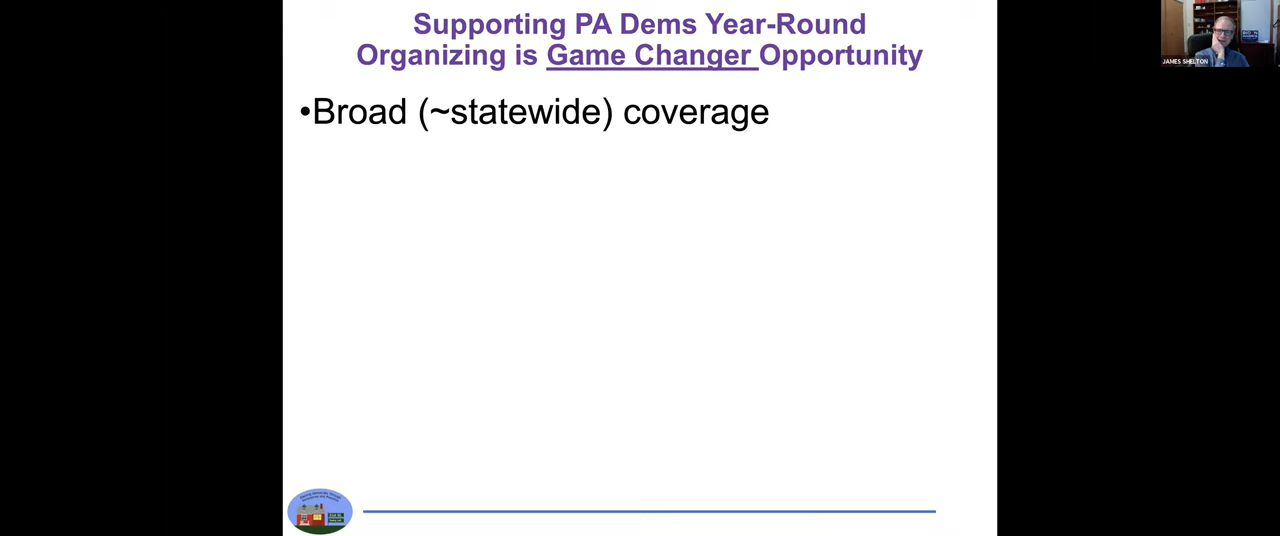 Supporting PA Dems Year-Round
Organizing is Game Changer Opportunity
•Broad (~statewide) coverage
JAMES SHELTON